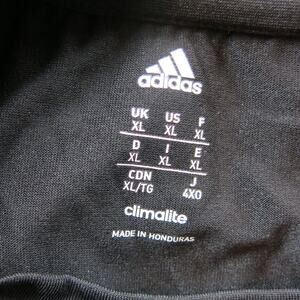 adidas
UK US F
XL XL XL
D I E
XL XL XL
CDN J
XL/TG 4XO
climalite
MADE IN HONDURAS